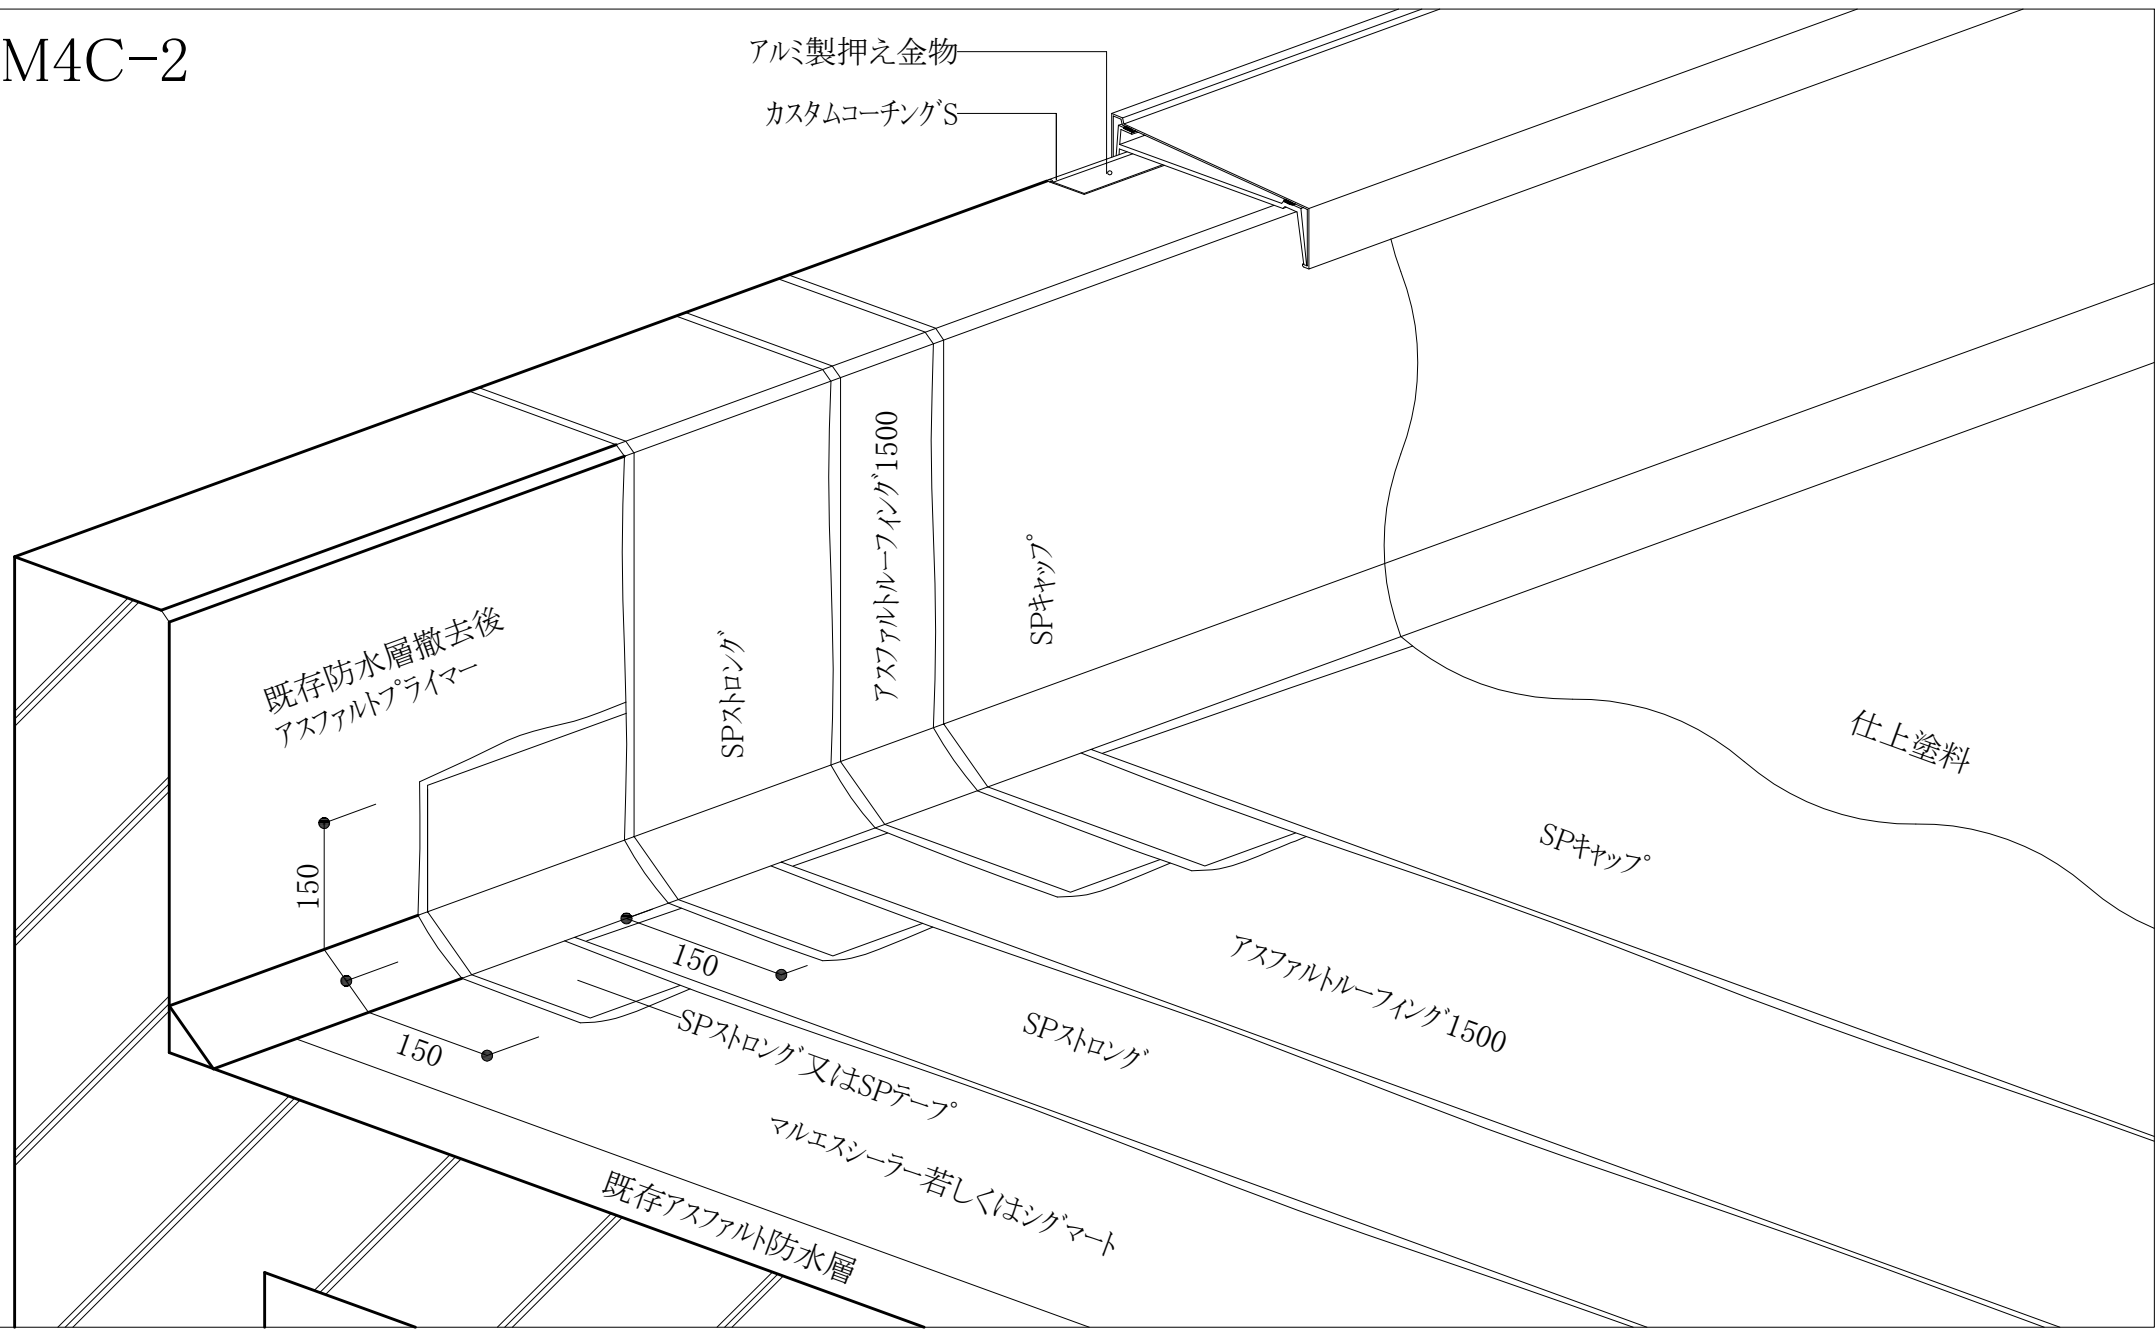 M4C-2
アルミ製押え金物
カスタムコーチングS
既存防水層撤去後
アスファルトプライマー
SPストロング
アスファルトルーフィング1500
SPキャップ
仕上塗料
SPキャップ
アスファルトルーフィング1500
SPストロング
SPストロング又はSPテープ
マルエスシーラー若しくはシグマート
既存アスファルト防水層
150
150
150